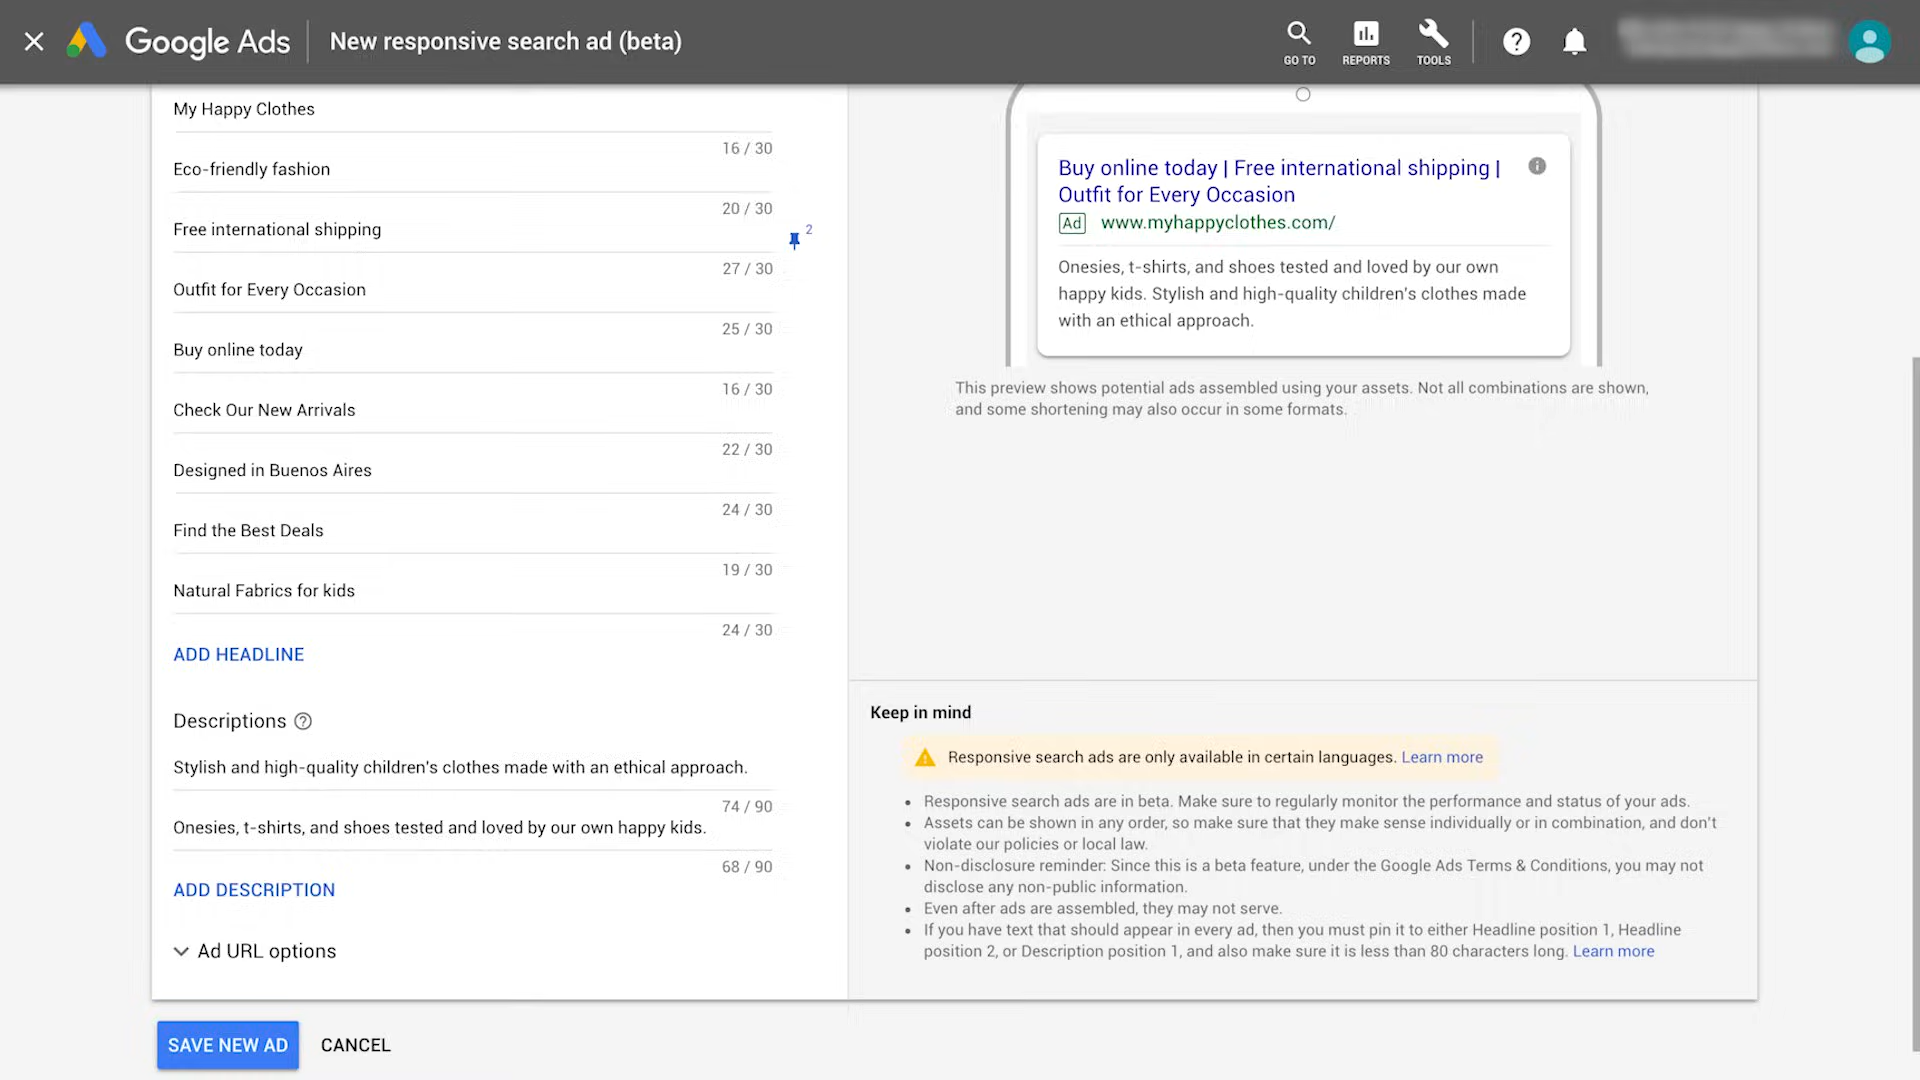 Google Ads
New responsive search ad (beta)
GO TO
REPORTS
TOOLS
My Happy Clothes
16 / 30
Eco-friendly fashion
20 / 30
Free international shipping
2
27 / 30
Outfit for Every Occasion
25 / 30
Buy online today
16 / 30
Check Our New Arrivals
22 / 30
Designed in Buenos Aires
24 / 30
Find the Best Deals
19 / 30
Natural Fabrics for kids
24 / 30
ADD HEADLINE
Descriptions
Stylish and high-quality children's clothes made with an ethical approach.
74 / 90
Onesies, t-shirts, and shoes tested and loved by our own happy kids.
68 / 90
ADD DESCRIPTION
Ad URL options
SAVE NEW AD
CANCEL
Buy online today | Free international shipping |
Outfit for Every Occasion
Ad www.myhappyclothes.com/
Onesies, t-shirts, and shoes tested and loved by our own
happy kids. Stylish and high-quality children's clothes made
with an ethical approach.
This preview shows potential ads assembled using your assets. Not all combinations are shown,
and some shortening may also occur in some formats.
Keep in mind
Responsive search ads are only available in certain languages. Learn more
• Responsive search ads are in beta. Make sure to regularly monitor the performance and status of your ads.
• Assets can be shown in any order, so make sure that they make sense individually or in combination, and don't
violate our policies or local law.
• Non-disclosure reminder: Since this is a beta feature, under the Google Ads Terms & Conditions, you may not
disclose any non-public information.
• Even after ads are assembled, they may not serve.
• If you have text that should appear in every ad, then you must pin it to either Headline position 1, Headline
position 2, or Description position 1, and also make sure it is less than 80 characters long. Learn more